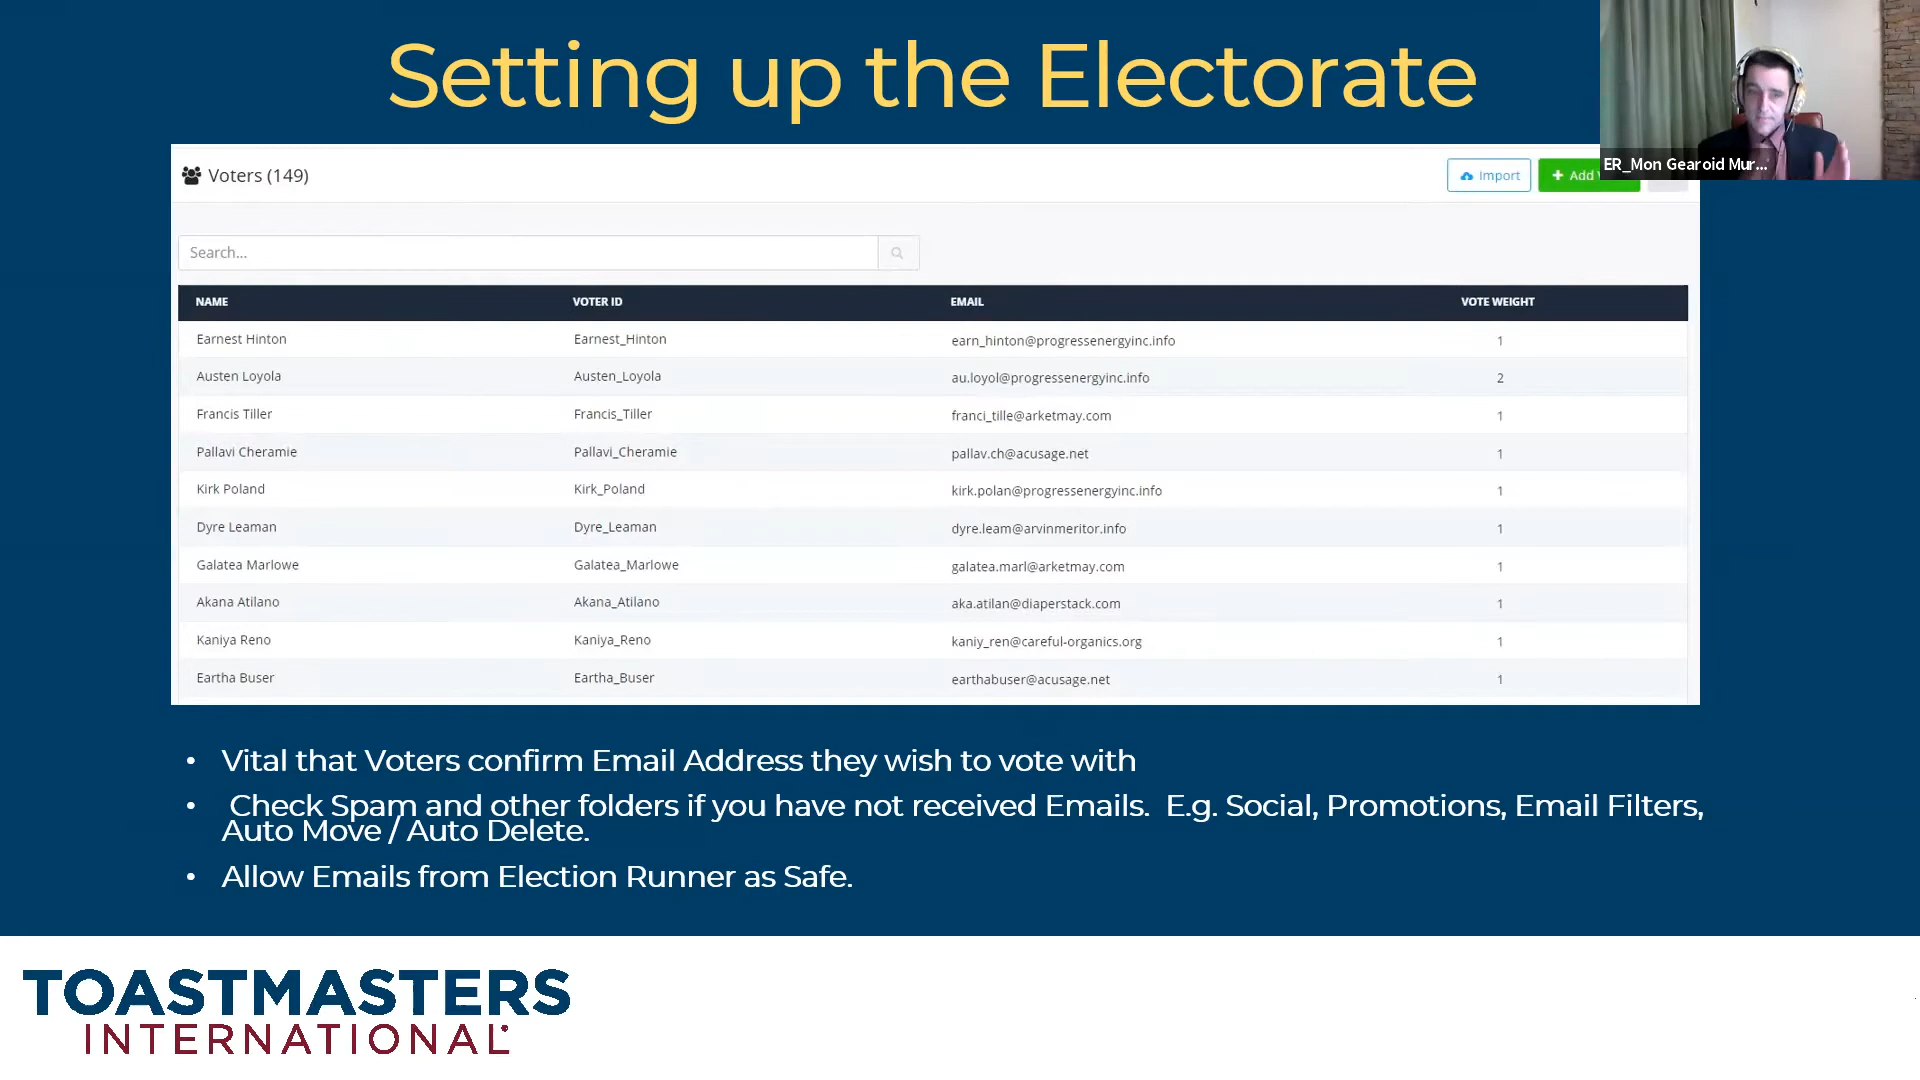 Setting up the Electorate
ER_Mon Gearoid Mur...
Voters (149)
Import
Add
Search...
NAME VOTER ID EMAIL VOTE WEIGHT
Earnest Hinton Earnest_Hinton earn_hinton@progressenergyinc.info 1
Austen Loyola Austen_Loyola au.loyol@progressenergyinc.info 2
Francis Tiller Francis_Tiller franci_tille@arketmay.com 1
Pallavi Cheramie Pallavi_Cheramie pallav.ch@acusage.net 1
Kirk Poland Kirk_Poland kirk.polan@progressenergyinc.info 1
Dyre Leaman Dyre_Leaman dyre.leam@arvinmeritor.info 1
Galatea Marlowe Galatea_Marlowe galatea.marl@arketmay.com 1
Akana Atilano Akana_Atilano aka.atilan@diaperstack.com 1
Kaniya Reno Kaniya_Reno kaniy_ren@careful-organics.org 1
Eartha Buser Eartha_Buser earthabuser@acusage.net 1
• Vital that Voters confirm Email Address they wish to vote with
• Check Spam and other folders if you have not received Emails. E.g. Social, Promotions, Email Filters,
Auto Move / Auto Delete.
• Allow Emails from Election Runner as Safe.
TOASTMASTERS
INTERNATIONAL